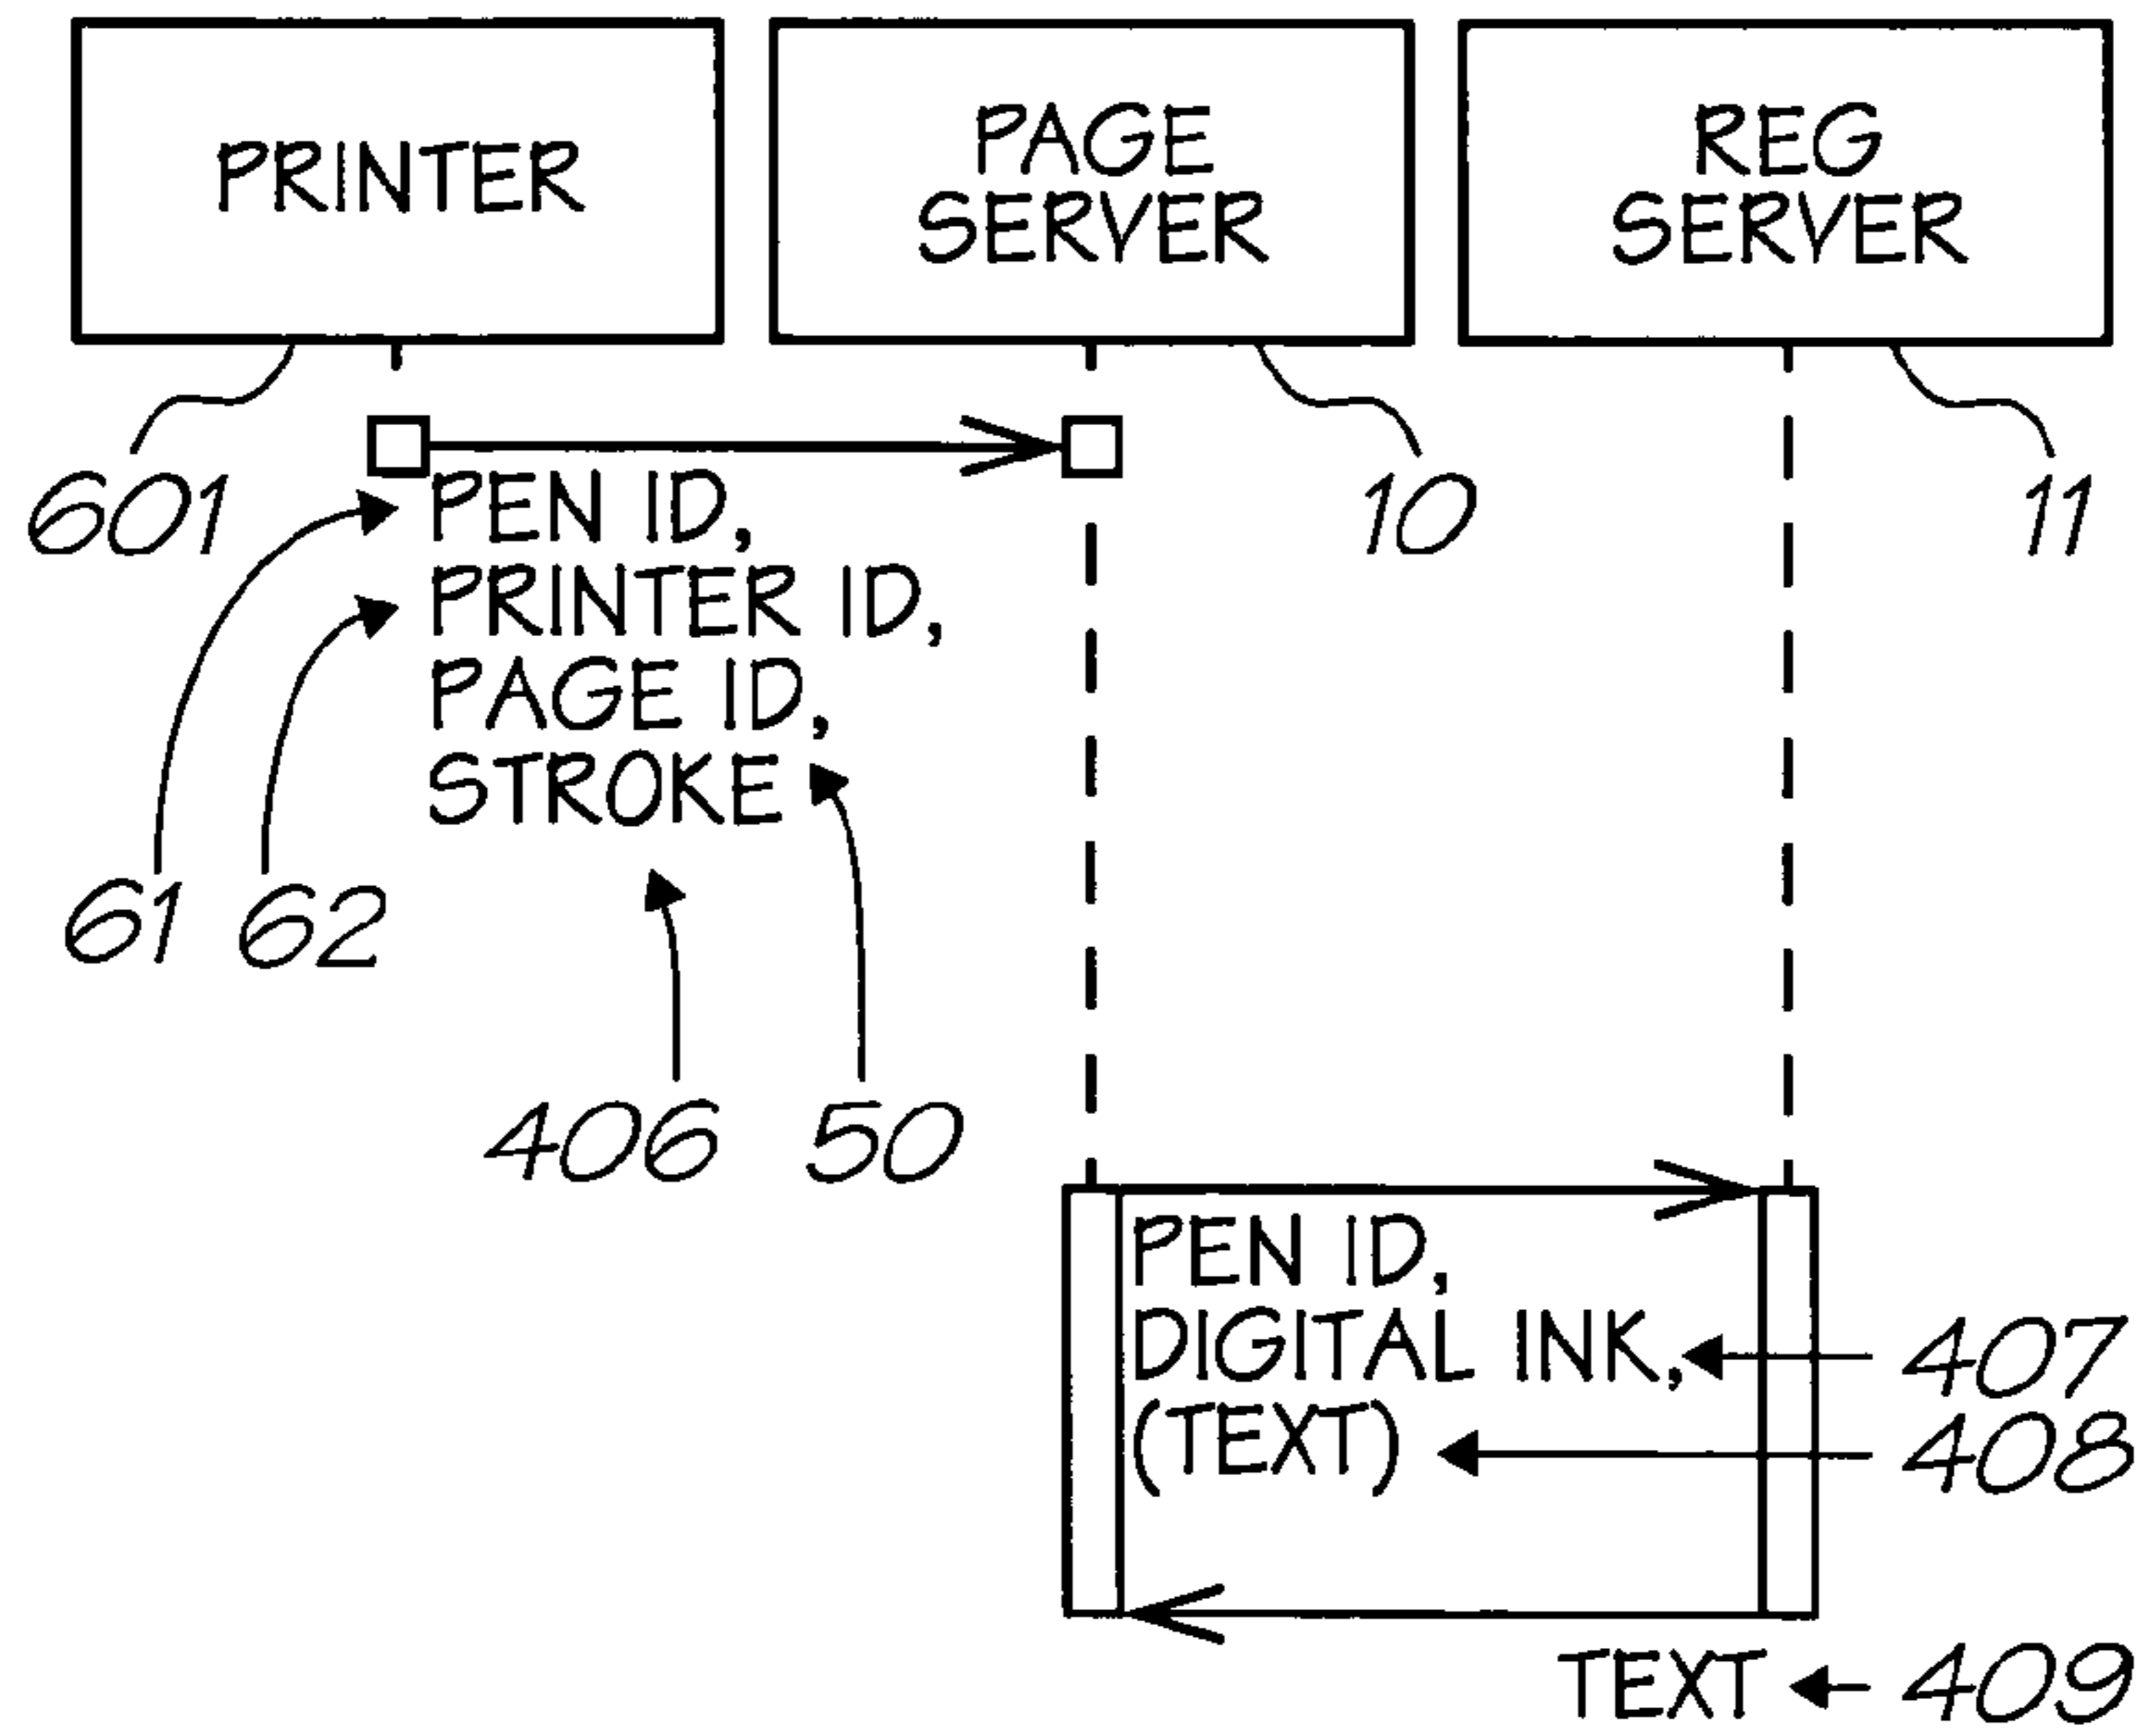 PRINTER
PAGE
SERVER
REG
SERVER
601
10
11
PEN ID,
PRINTER ID,
PAGE ID,
STROKE
61
62
406
50
PEN ID,
DIGITAL INK,
407
(TEXT)
408
TEXT
409